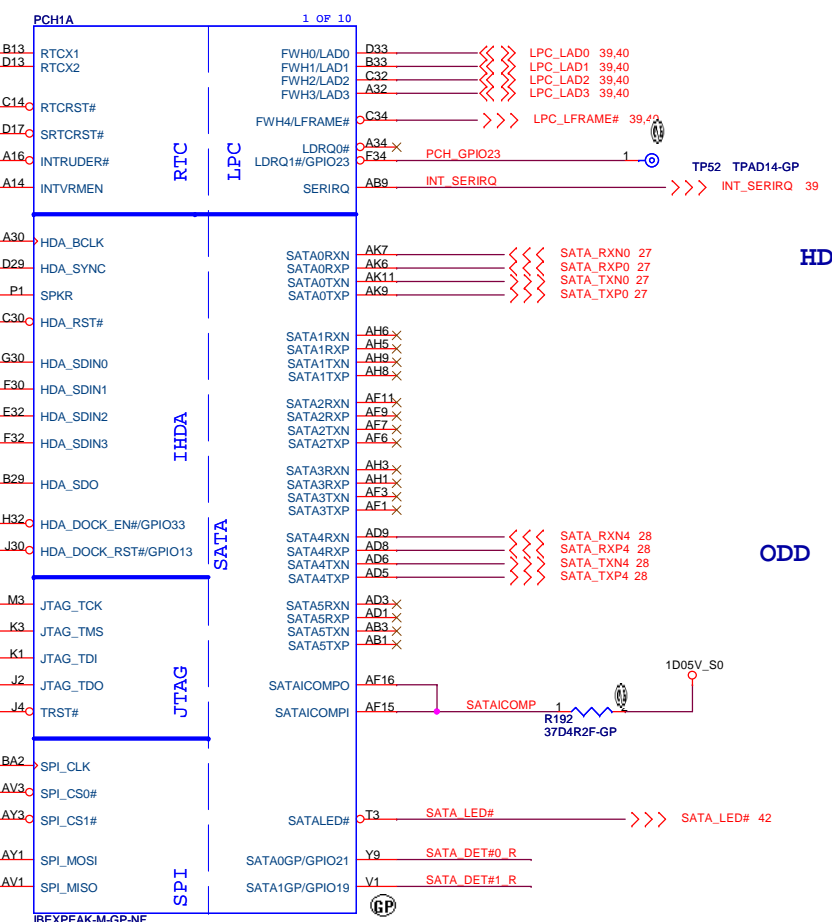 PCH1A 1 OF 10
B13 RTCX1 FWH0/LAD0 D33 LPC_LAD0 39,40
D13 RTCX2 FWH1/LAD1 B33 LPC_LAD1 39,40
FWH2/LAD2 C32 LPC_LAD2 39,40
FWH3/LAD3 A32 LPC_LAD3 39,40
C14 RTCRST#
FWH4/LFRAME# C34 LPC_LFRAME#
D17 SRTCRST#
LDRQ0# A34
A16 INTRUDER# LDRQ1#/GPIO23 F34 PCH_GPIO23 1
TP52 TPAD14-GP
A14 INTVRMEN SERIRQ AB9 INT_SERIRQ INT_SERIRQ 39
RTC LPC
A30 HDA_BCLK
SATA0RXN AK7 SATA_RXN0 27
HD
D29 HDA_SYNC SATA0RXP AK6 SATA_RXP0 27
SATA0TXN AK11 SATA_TXN0 27
P1 SPKR SATA0TXP AK9 SATA_TXP0 27
C30 HDA_RST#
SATA1RXN AH6
SATA1RXP AH5
G30 HDA_SDIN0 SATA1TXN AH9
SATA1TXP AH8
F30 HDA_SDIN1
SATA2RXN AF11
E32 HDA_SDIN2 SATA2RXP AF9
SATA2TXN AF7
F32 HDA_SDIN3 SATA2TXP AF6
IHDA
SATA3RXN AH3
B29 HDA_SDO SATA3RXP AH1
SATA3TXN AF3
SATA3TXP AF1
H32 HDA_DOCK_EN#/GPIO33
SATA4RXN AD9 SATA_RXN4 28
J30 HDA_DOCK_RST#/GPIO13 SATA4RXP AD8 SATA_RXP4 28
ODD
SATA4TXN AD6 SATA_TXN4 28
SATA4TXP AD5 SATA_TXP4 28
SATA
M3 JTAG_TCK SATA5RXN AD3
SATA5RXP AD1
K3 JTAG_TMS SATA5TXN AB3
SATA5TXP AB1
K1 JTAG_TDI
1D05V_S0
J2 JTAG_TDO SATAICOMPO AF16
J4 TRST# SATAICOMPI AF15 SATAICOMP 1
R192
37D4R2F-GP
JTAG
BA2 SPI_CLK
AV3 SPI_CS0#
AY3 SPI_CS1# SATALED# T3 SATA_LED# SATA_LED# 42
AY1 SPI_MOSI SATA0GP/GPIO21 Y9 SATA_DET#0_R
AV1 SPI_MISO SATA1GP/GPIO19 V1 SATA_DET#1_R
SPI
GP
IBEXPEAK-M-GP-NF